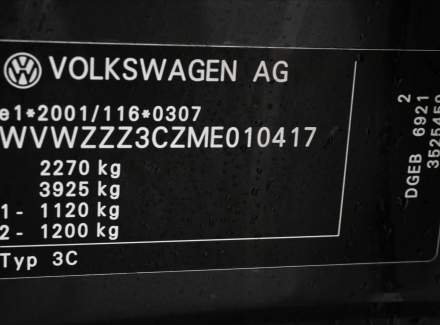 VOLKSWAGEN AG
e1*2001/116*0307
WVWZZZ3CZME010417
2270 kg
3925 kg
1- 1120 kg
2- 1200 kg
Typ 3C
2
DGEB 6921